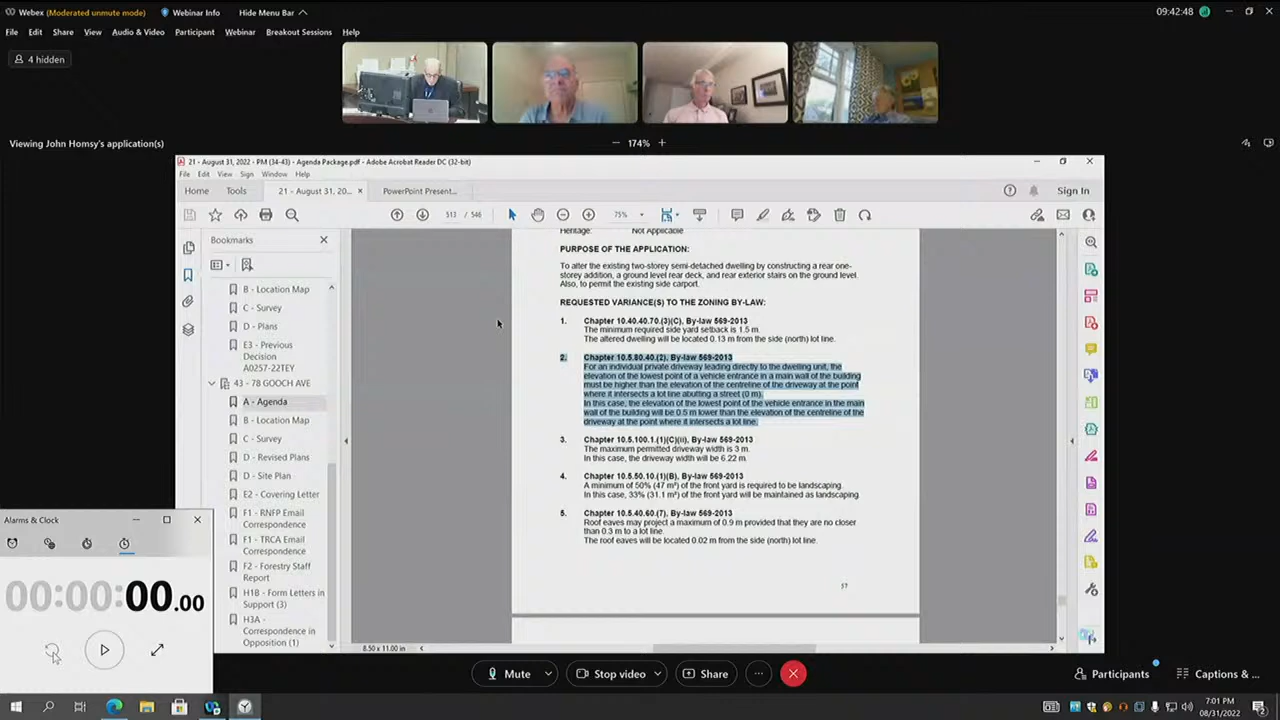 Webex (Moderated unmute mode) Webinar Info Hide Menu Bar 09:42:48
File Edit Share View Audio & Video Participant Webinar Breakout Sessions Help
4 hidden
Viewing John Homsy's application(s) 174%
21 - August 31, 2022 - PM (34-43) - Agenda Package.pdf - Adobe Acrobat Reader DC (32-bit)
File Edit View Sign Window Help
Home Tools 21 - August 31, 20... × PowerPoint Present... Sign In
513 / 546 75%
Bookmarks
B - Location Map
C - Survey
D - Plans
E3 - Previous
Decision
A0257-22TEY
43 - 78 GOOCH AVE
A - Agenda
B - Location Map
C - Survey
D - Revised Plans
D - Site Plan
E2 - Covering Letter
F1 - RNFP Email
Correspondence
F1 - TRCA Email
Correspondence
F2 - Forestry Staff
Report
H1B - Form Letters in
Support (3)
H3A -
Correspondence in
Opposition (1)
Heritage: Not Applicable
PURPOSE OF THE APPLICATION:
To alter the existing two-storey semi-detached dwelling by constructing a rear one-
storey addition, a ground level rear deck, and rear exterior stairs on the ground level.
Also, to permit the existing side carport.
REQUESTED VARIANCE(S) TO THE ZONING BY-LAW:
1. Chapter 10.40.40.70.(3)(C), By-law 569-2013
The minimum required side yard setback is 1.5 m.
The altered dwelling will be located 0.13 m from the side (north) lot line.
2. Chapter 10.5.80.40.(2), By-law 569-2013
For an individual private driveway leading directly to the dwelling unit, the
elevation of the lowest point of a vehicle entrance in a main wall of the building
must be higher than the elevation of the centreline of the driveway at the point
where it intersects a lot line abutting a street (0 m).
In this case, the elevation of the lowest point of the vehicle entrance in the main
wall of the building will be 0.5 m lower than the elevation of the centreline of the
driveway at the point where it intersects a lot line.
3. Chapter 10.5.100.1.(1)(C)(ii), By-law 569-2013
The maximum permitted driveway width is 3 m.
In this case, the driveway width will be 6.22 m.
4. Chapter 10.5.50.10.(1)(B), By-law 569-2013
A minimum of 50% (47 m²) of the front yard is required to be landscaping.
In this case, 33% (31.1 m²) of the front yard will be maintained as landscaping.
5. Chapter 10.5.40.60.(7), By-law 569-2013
Roof eaves may project a maximum of 0.9 m provided that they are no closer
than 0.3 m to a lot line.
The roof eaves will be located 0.02 m from the side (north) lot line.
57
8.50 x 11.00 in
Alarms & Clock
00:00:00.00
Mute Stop video Share Participants Captions & ...
7:01 PM
08/31/2022